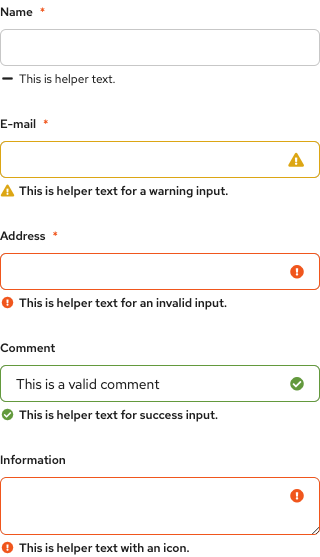 Name *
This is helper text.
E-mail *
This is helper text for a warning input.
Address *
This is helper text for an invalid input.
Comment
This is a valid comment
This is helper text for success input.
Information
This is helper text with an icon.